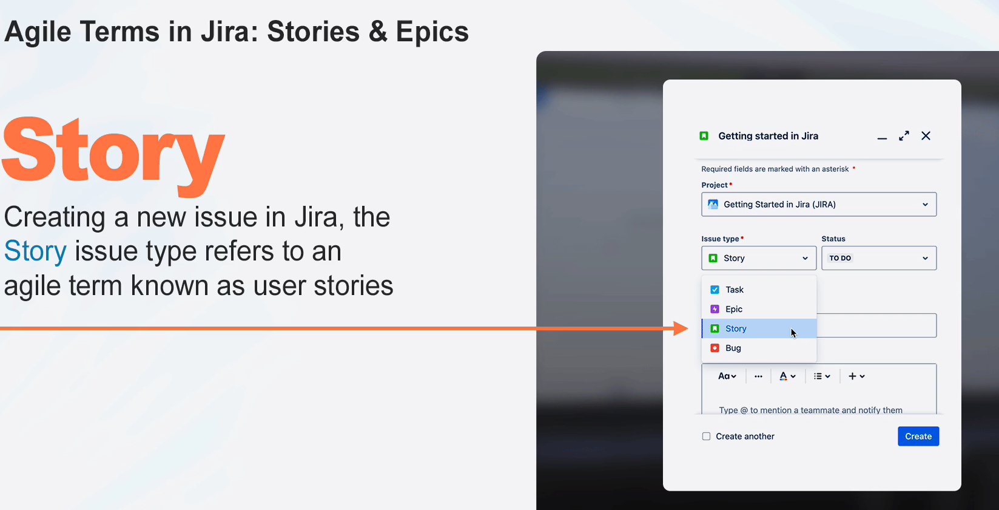 Agile Terms in Jira: Stories & Epics
Story
Creating a new issue in Jira, the
Story issue type refers to an
agile term known as user stories
Getting started in Jira
Required fields are marked with an asterisk *
Project *
Getting Started in Jira (JIRA)
Issue type * Status
Story TO DO
Task
Epic
Story
Bug
Aa ... A
Type @ to mention a teammate and notify them
Create another Create